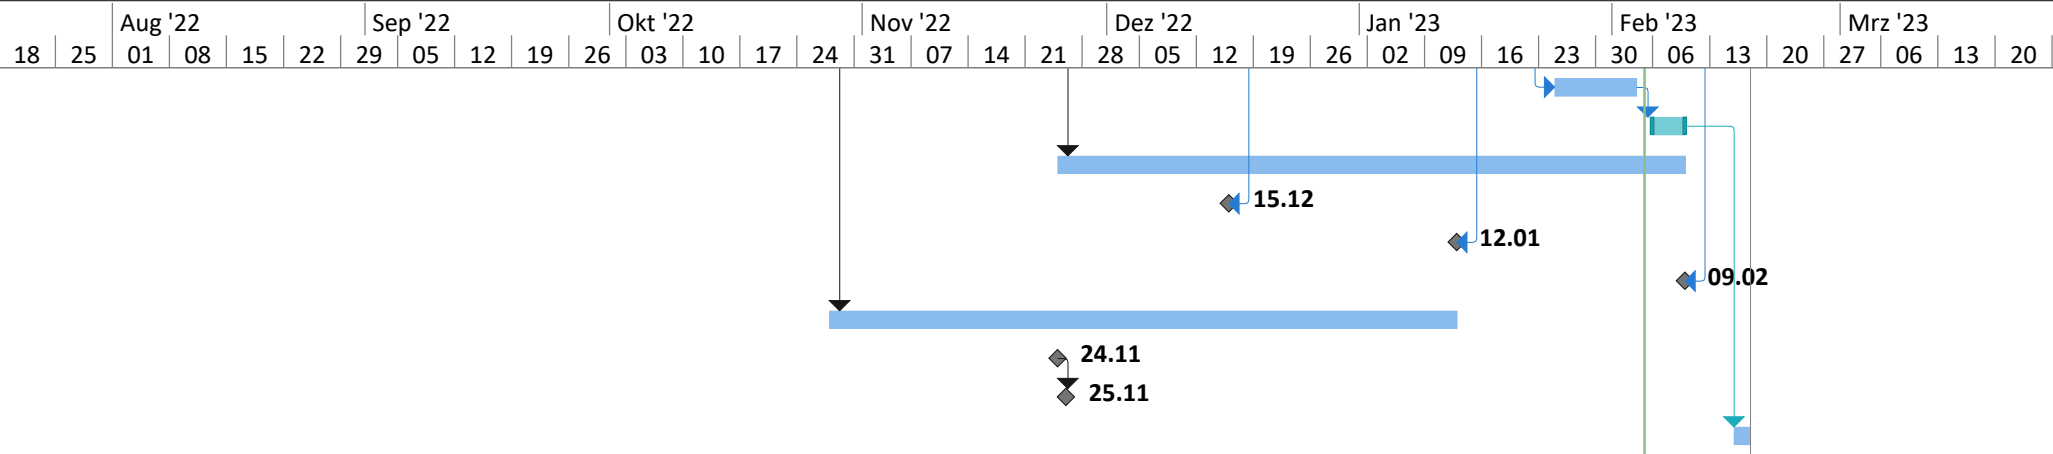 Aug '22 Sep '22 Okt '22 Nov '22 Dez '22 Jan '23 Feb '23 Mrz '23
18 25 01 08 15 22 29 05 12 19 26 03 10 17 24 31 07 14 21 28 05 12 19 26 02 09 16 23 30 06 13 20 27 06 13 20
15.12
12.01
09.02
24.11
25.11